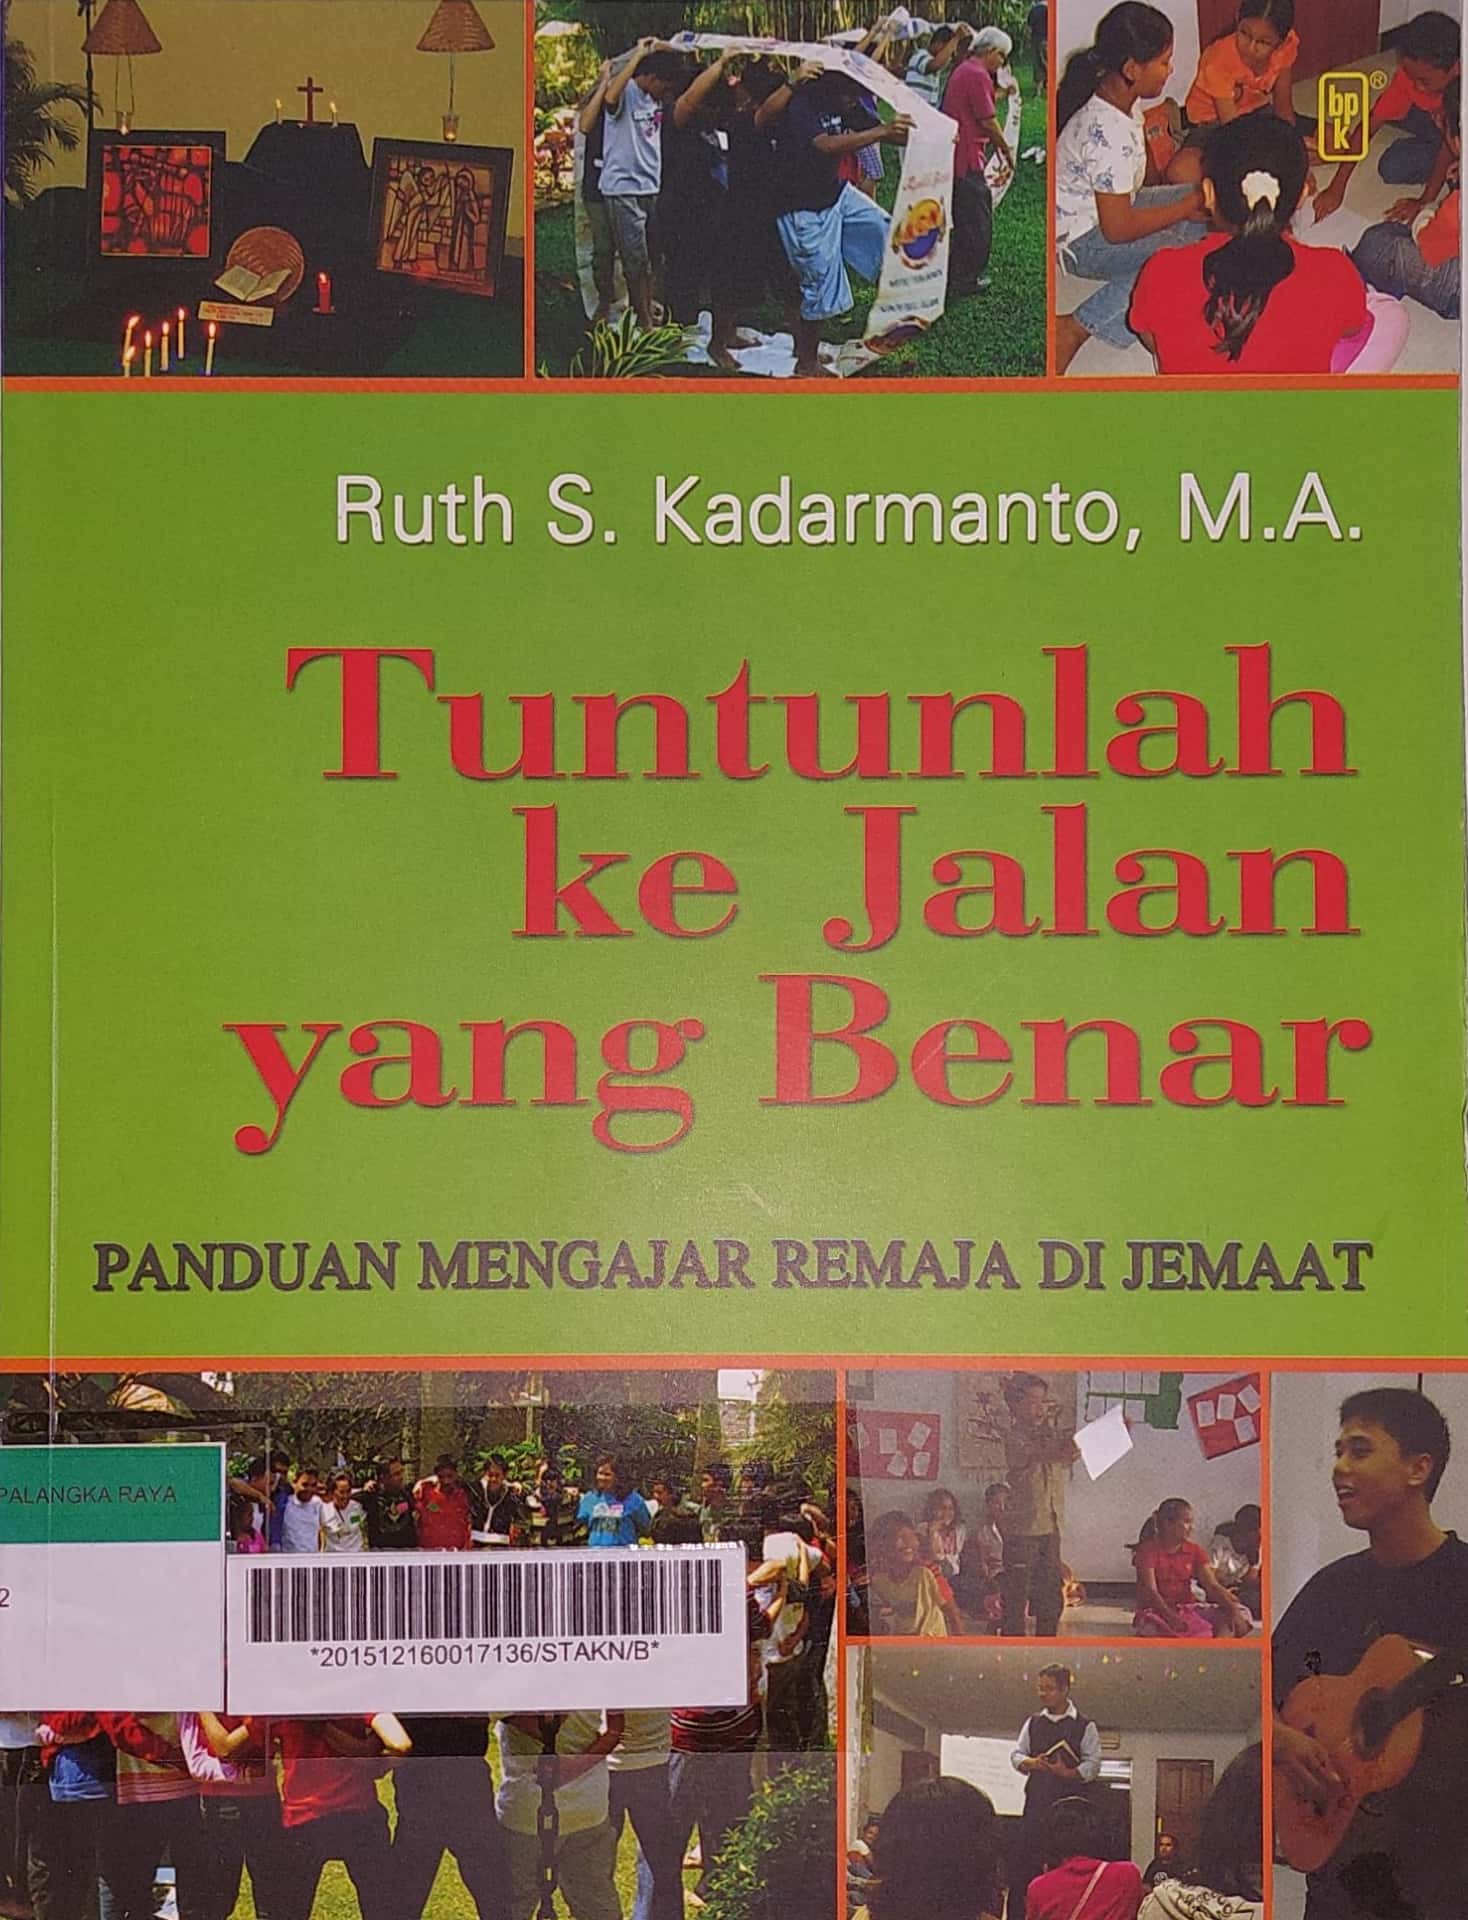 bpk
®
Ruth S. Kadarmanto, M.A.
Tuntunlah
ke Jalan
yang Benar
PANDUAN MENGAJAR REMAJA DI JEMAAT
PALANGKA RAYA
2
*201512160017136/STAKN/B*